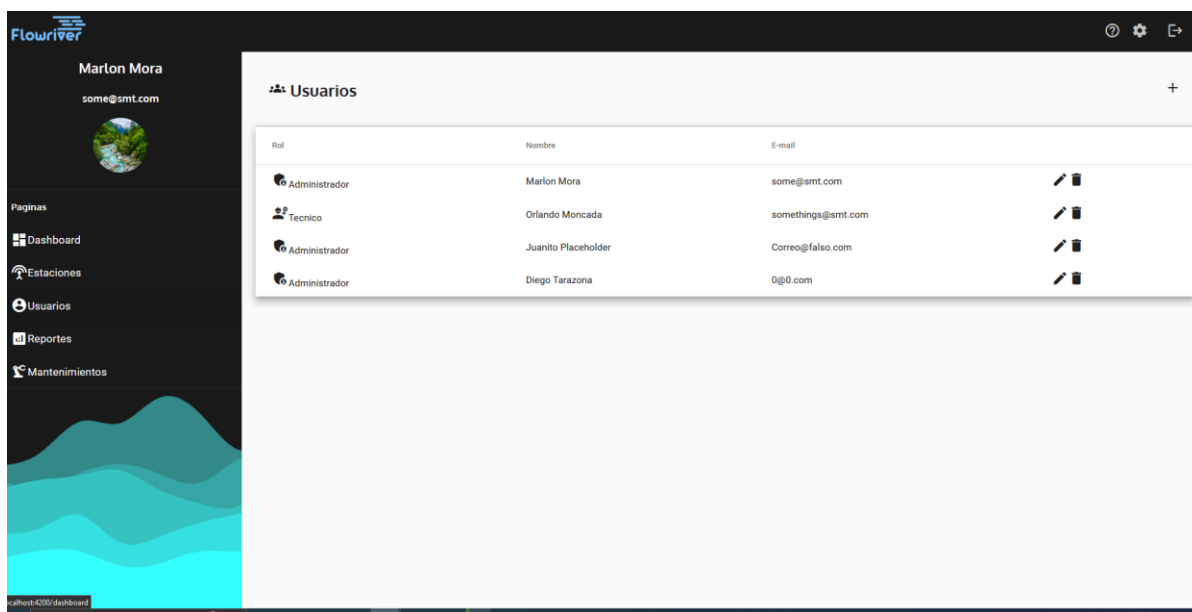 Flowriver
Marlon Mora
some@smt.com
Usuarios
+
Rol Nombre E-mail
Administrador Marlon Mora some@smt.com
Tecnico Orlando Moncada somethings@smt.com
Administrador Juanito Placeholder Correo@falso.com
Administrador Diego Tarazona 0@0.com
Paginas
Dashboard
Estaciones
Usuarios
Reportes
Mantenimientos
ocalhost:4200/dashboard